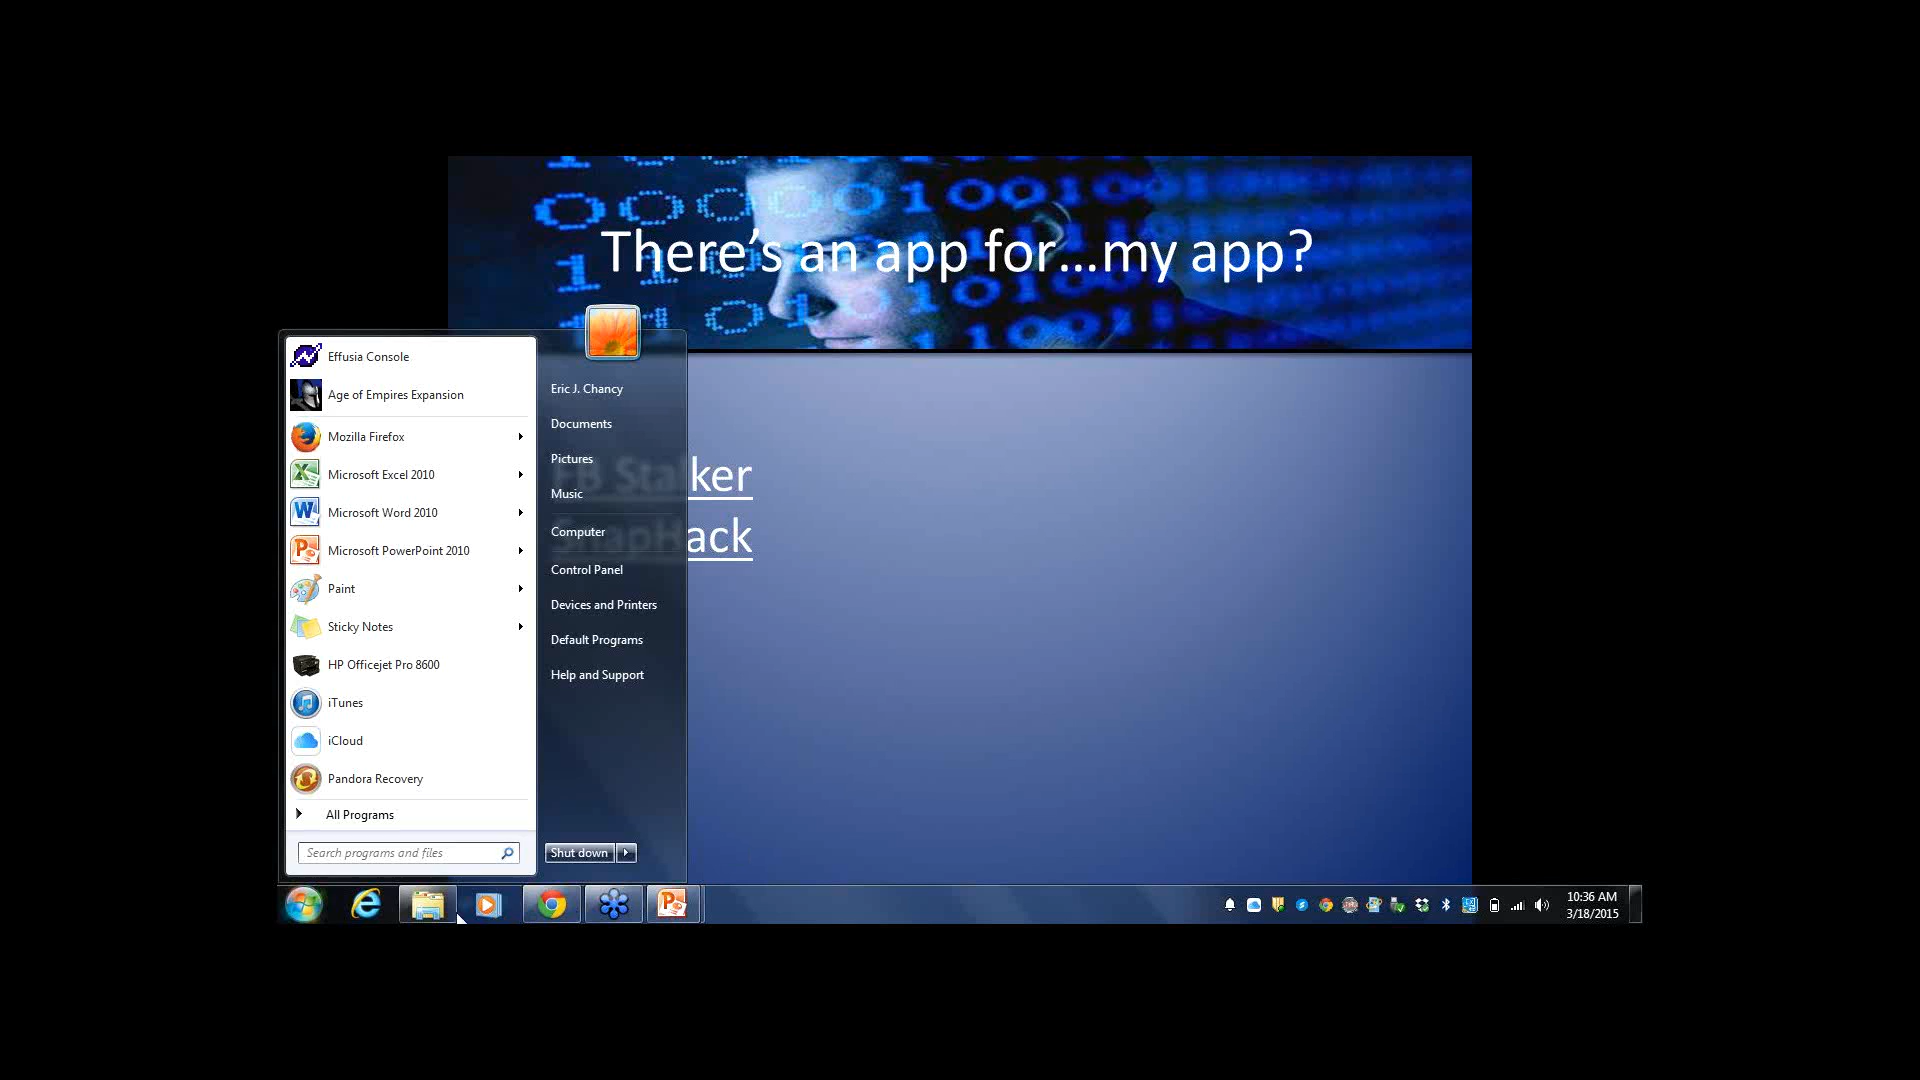 There's an app for...my app?
FB Stalker
SnapHack
Effusia Console
Age of Empires Expansion
Mozilla Firefox
Microsoft Excel 2010
Microsoft Word 2010
Microsoft PowerPoint 2010
Paint
Sticky Notes
HP Officejet Pro 8600
iTunes
iCloud
Pandora Recovery
All Programs
Search programs and files
Eric J. Chancy
Documents
Pictures
Music
Computer
Control Panel
Devices and Printers
Default Programs
Help and Support
Shut down
10:36 AM
3/18/2015